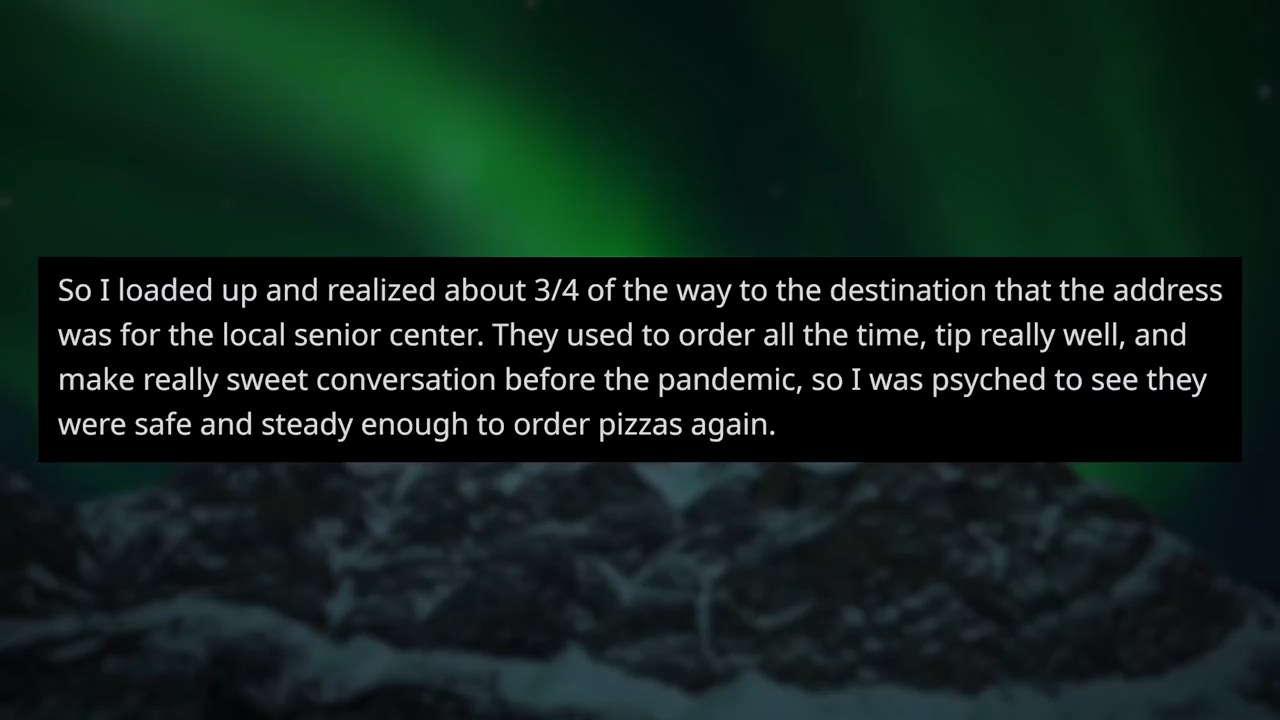 So I loaded up and realized about 3/4 of the way to the destination that the address
was for the local senior center. They used to order all the time, tip really well, and
make really sweet conversation before the pandemic, so I was psyched to see they
were safe and steady enough to order pizzas again.